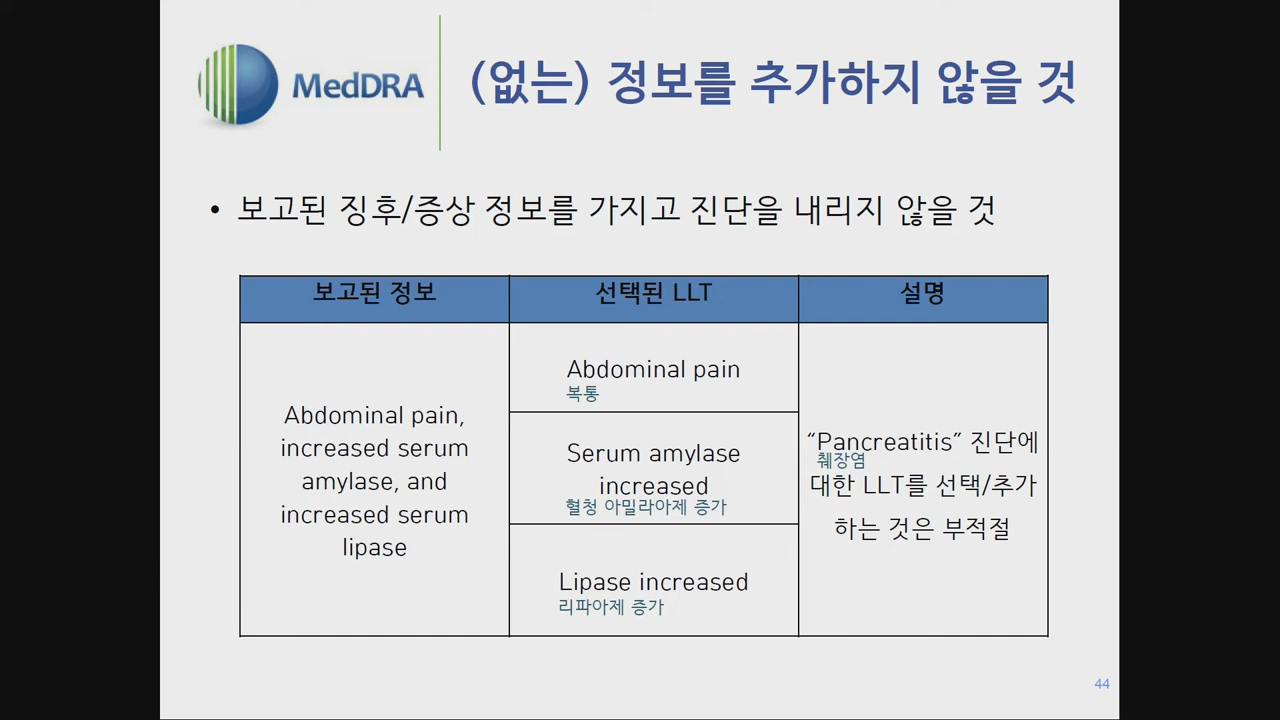 MedDRA
(없는) 정보를 추가하지 않을 것
• 보고된 징후/증상 정보를 가지고 진단을 내리지 않을 것
보고된 정보
선택된 LLT
설명
Abdominal pain,
increased serum
amylase, and
increased serum
lipase
Abdominal pain
복통
Serum amylase
increased
혈청 아밀라아제 증가
Lipase increased
리파아제 증가
“Pancreatitis” 진단에
췌장염
대한 LLT를 선택/추가
하는 것은 부적절
44